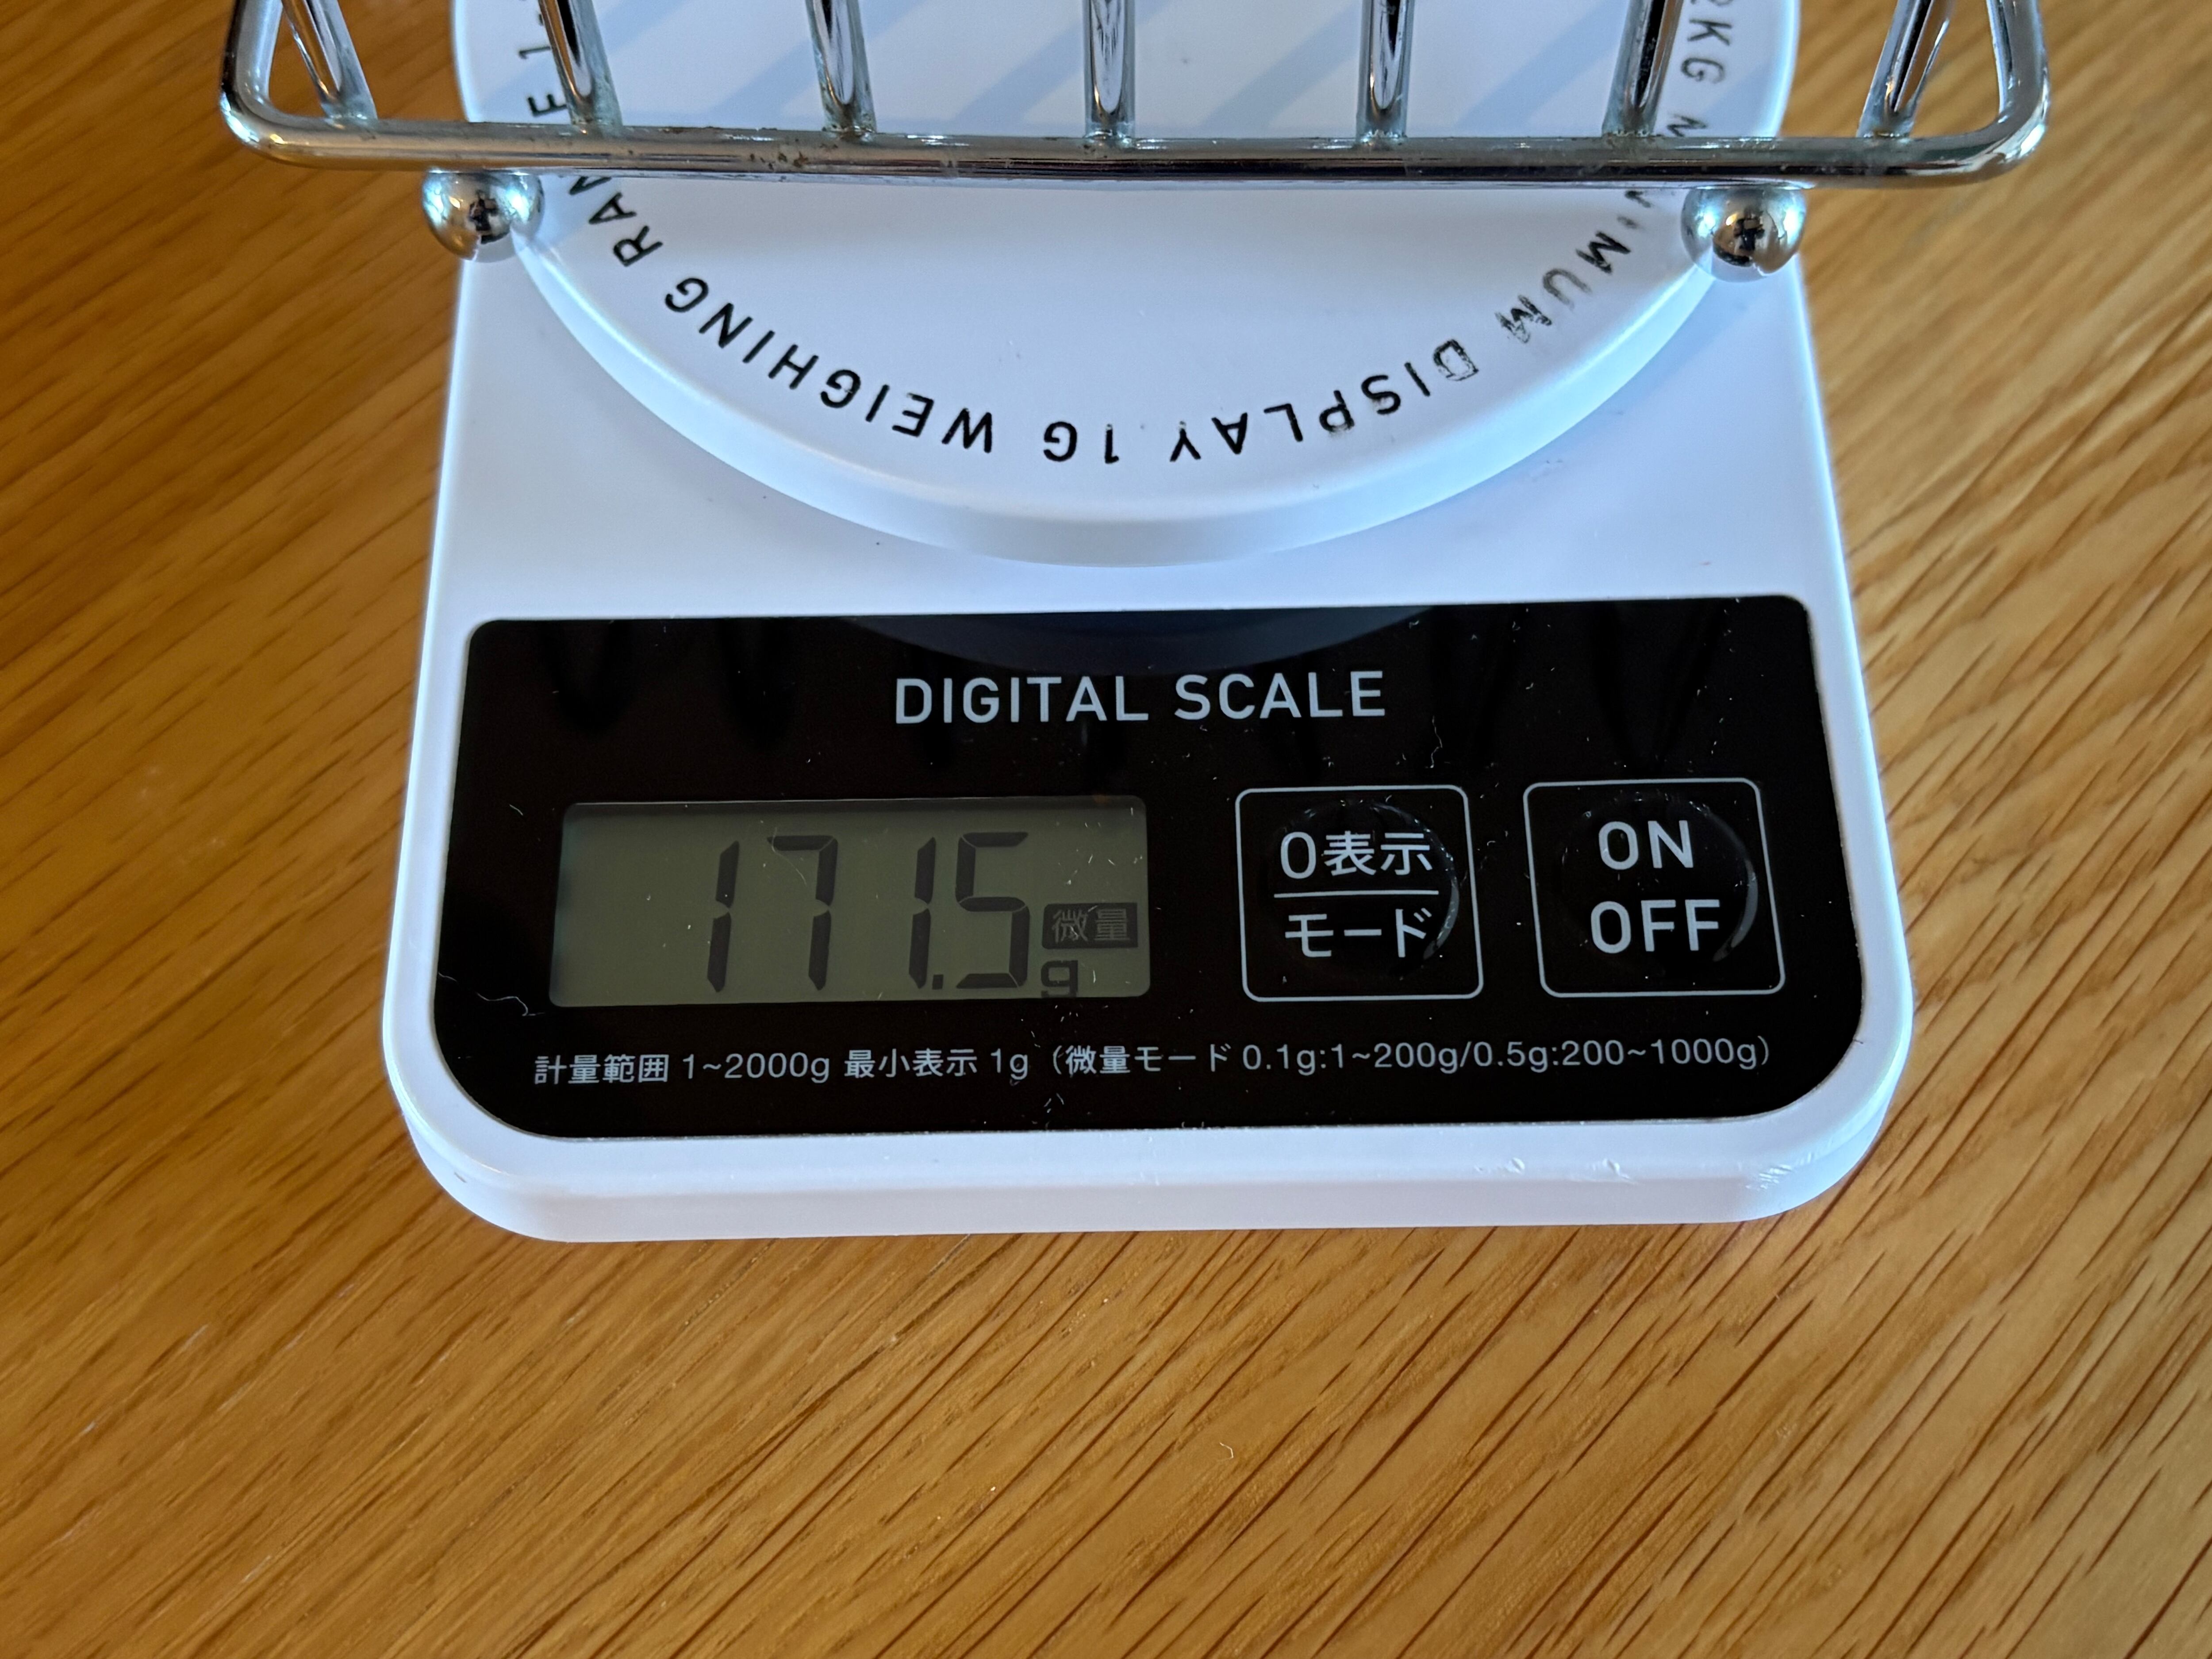 2KG MINIMUM DISPLAY 1G WEIGHING RANGE 1
DIGITAL SCALE
171.5 微量 g
0表示
モード
ON
OFF
計量範囲 1~2000g 最小表示 1g（微量モード 0.1g:1~200g/0.5g:200~1000g）